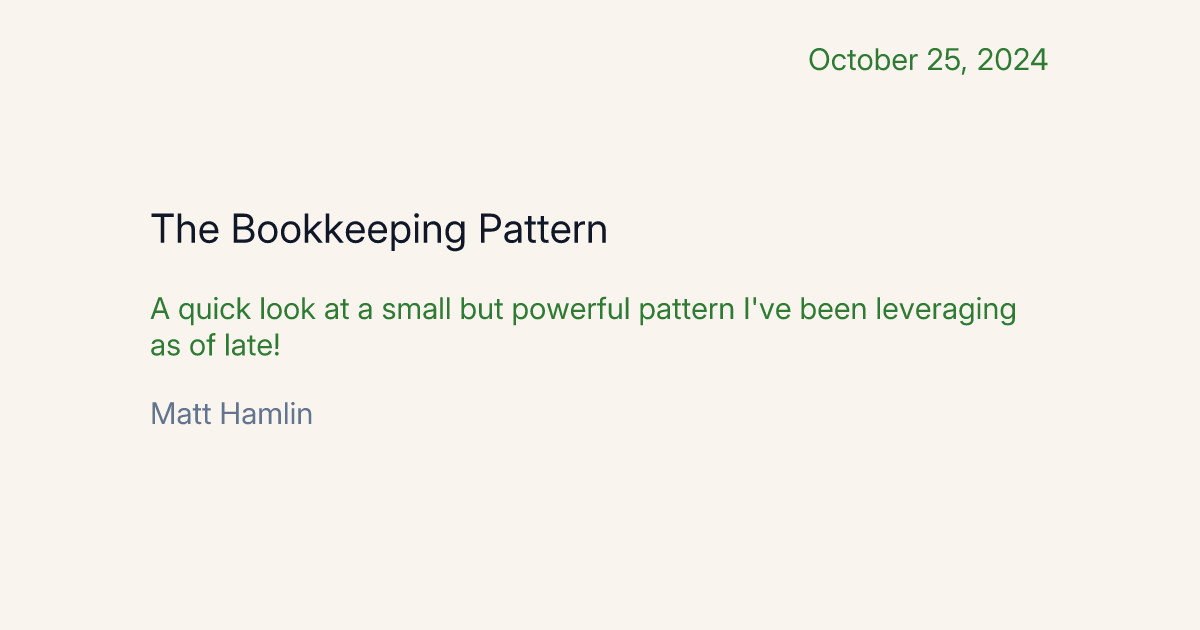 October 25, 2024
The Bookkeeping Pattern
A quick look at a small but powerful pattern I've been leveraging
as of late!
Matt Hamlin